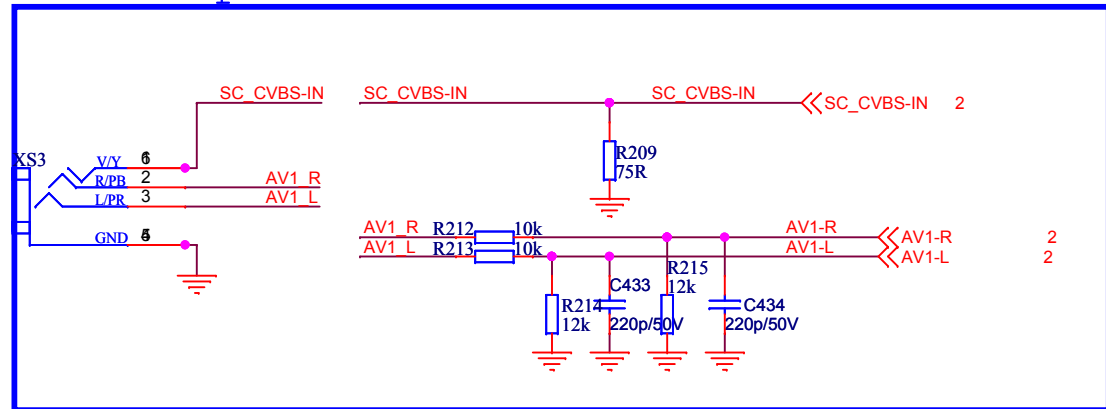 SC_CVBS-IN SC_CVBS-IN SC_CVBS-IN SC_CVBS-IN 2
XS3
V/Y
R209
R/PB 2 AV1_R
75R
L/PR 3 AV1_L
AV1_R R212 10k AV1-R AV1-R 2
GND AV1_L R213 10k AV1-L AV1-L 2
R215
C433 12k
R214 C434
12k 220p/50V 220p/50V